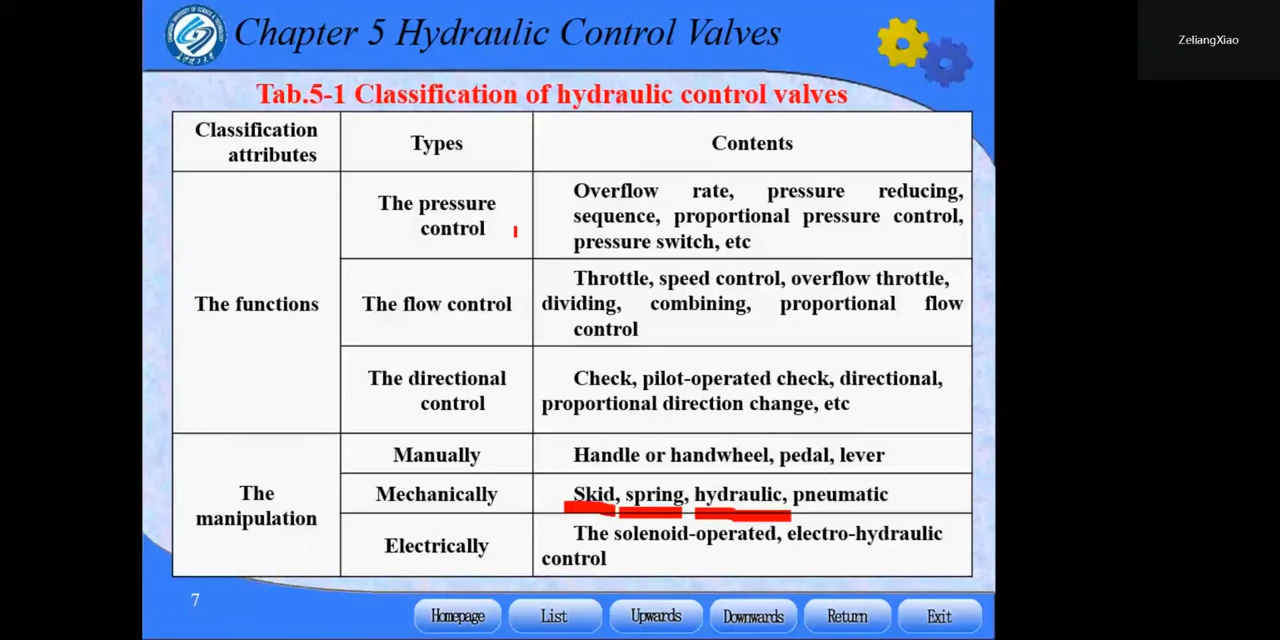 Chapter 5 Hydraulic Control Valves
ZeliangXiao
Tab.5-1 Classification of hydraulic control valves
Classification attributes
Types
Contents
The functions
The pressure
control
Overflow rate, pressure reducing,
sequence, proportional pressure control,
pressure switch, etc
The flow control
Throttle, speed control, overflow throttle,
dividing, combining, proportional flow
control
The directional
control
Check, pilot-operated check, directional,
proportional direction change, etc
The
manipulation
Manually
Handle or handwheel, pedal, lever
Mechanically
Skid, spring, hydraulic, pneumatic
Electrically
The solenoid-operated, electro-hydraulic
control
7
Homepage
List
Upwards
Downwards
Return
Exit